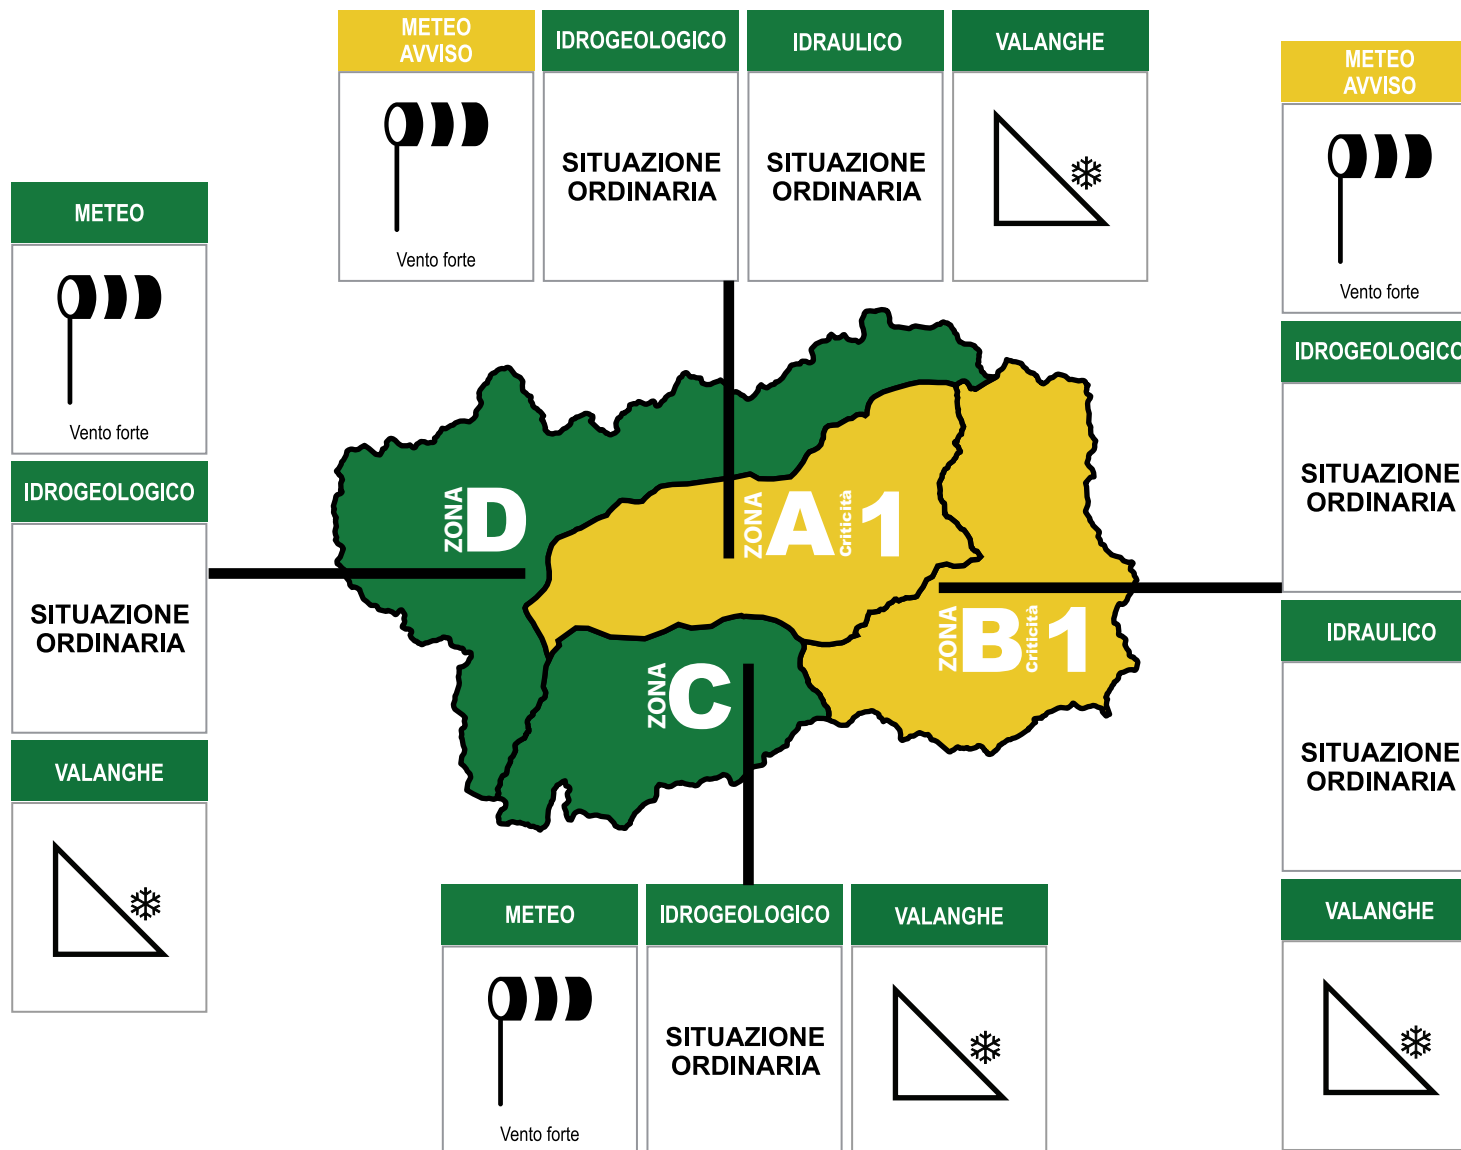 METEO
AVVISO
Vento forte
IDROGEOLOGICO
SITUAZIONE
ORDINARIA
IDRAULICO
SITUAZIONE
ORDINARIA
VALANGHE
METEO
AVVISO
Vento forte
IDROGEOLOGICO
SITUAZIONE
ORDINARIA
IDRAULICO
SITUAZIONE
ORDINARIA
VALANGHE
METEO
Vento forte
IDROGEOLOGICO
SITUAZIONE
ORDINARIA
VALANGHE
ZONA D
ZONA A Criticità 1
ZONA B Criticità 1
ZONA C
METEO
Vento forte
IDROGEOLOGICO
SITUAZIONE
ORDINARIA
VALANGHE